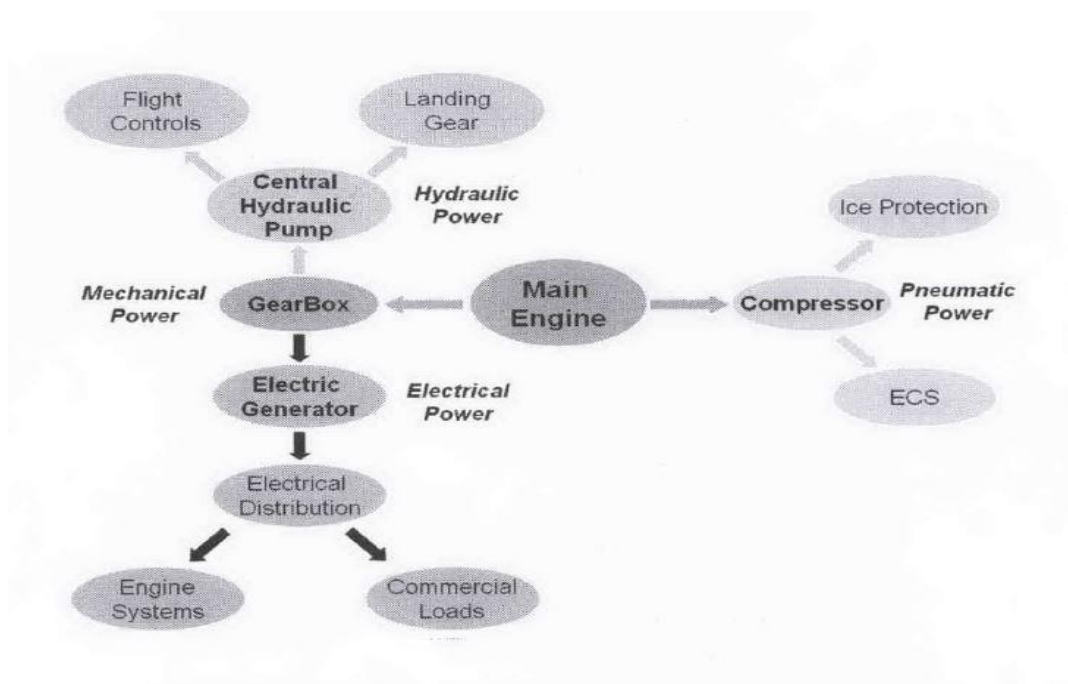 Flight
Controls
Landing
Gear
Central
Hydraulic
Pump
Hydraulic
Power
Ice Protection
Mechanical
Power
GearBox
Main
Engine
Compressor
Pneumatic
Power
Electric
Generator
Electrical
Power
ECS
Electrical
Distribution
Engine
Systems
Commercial
Loads